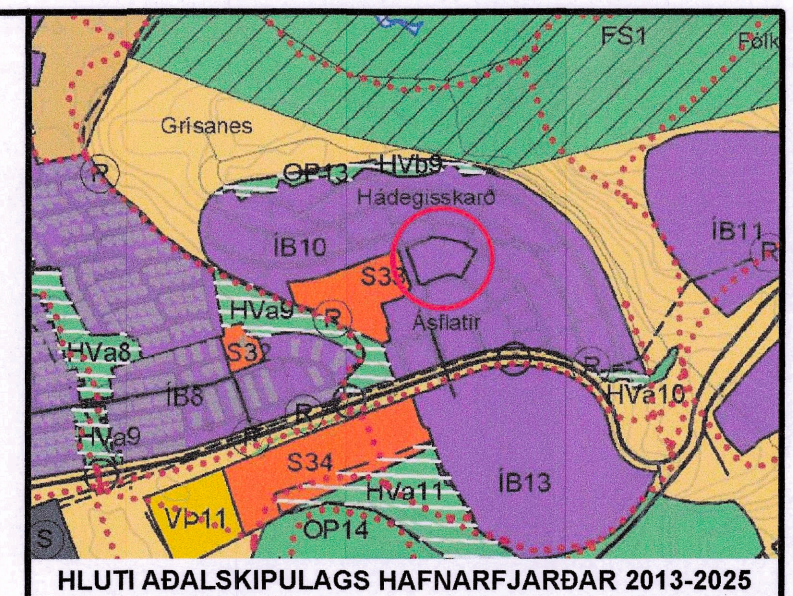 FS1
Fólk
Grísanes
R
OP13
HVb9
Hádegisskarð
ÍB10
ÍB11
R
S33
HVa9
R
Ásflatir
HVa8
S32
R
ÍB8
HVa10
R
R
HVa9
S34
HVa11
ÍB13
VÞ11
OP14
S
HLUTI AÐALSKIPULAGS HAFNARFJARÐAR 2013-2025